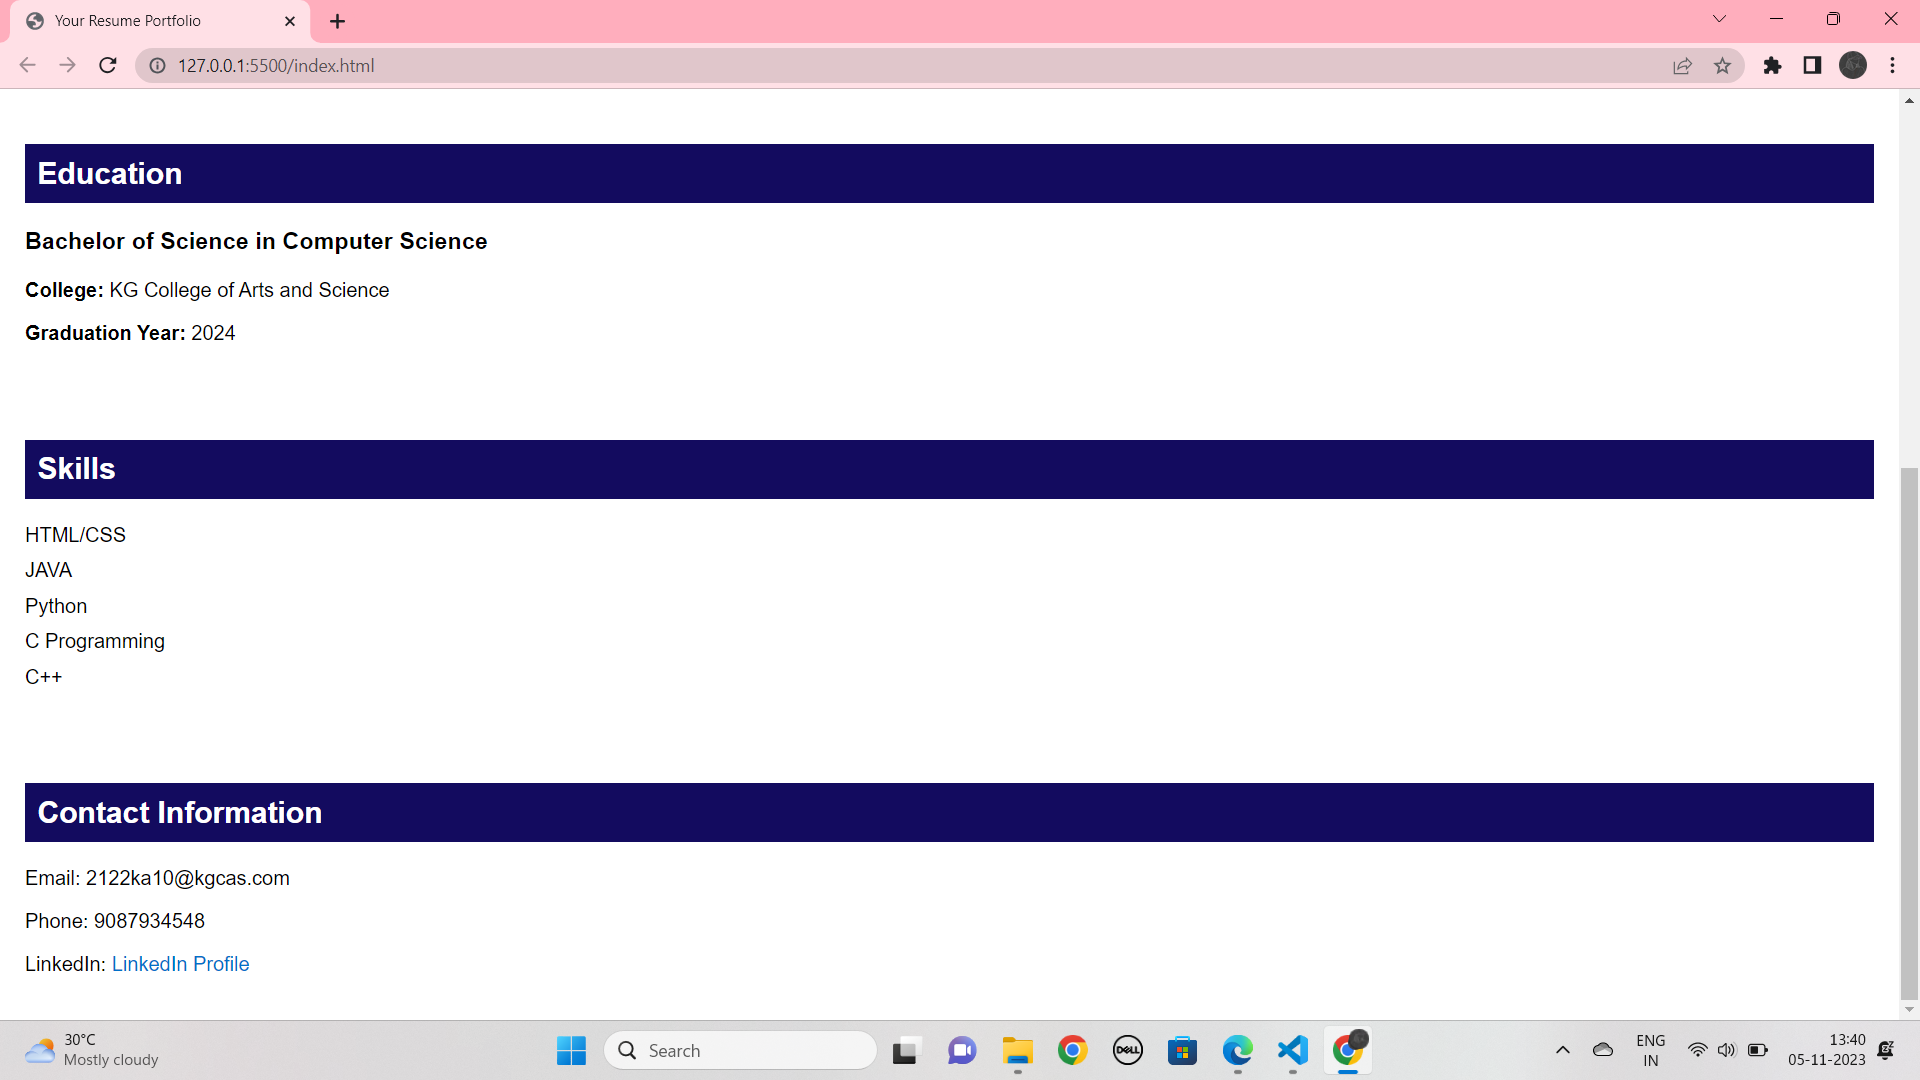 Your Resume Portfolio
127.0.0.1:5500/index.html
Education
Bachelor of Science in Computer Science
College: KG College of Arts and Science
Graduation Year: 2024
Skills
HTML/CSS
JAVA
Python
C Programming
C++
Contact Information
Email: 2122ka10@kgcas.com
Phone: 9087934548
LinkedIn: LinkedIn Profile
30°C
Mostly cloudy
Search
DELL
ENG
IN
13:40
05-11-2023